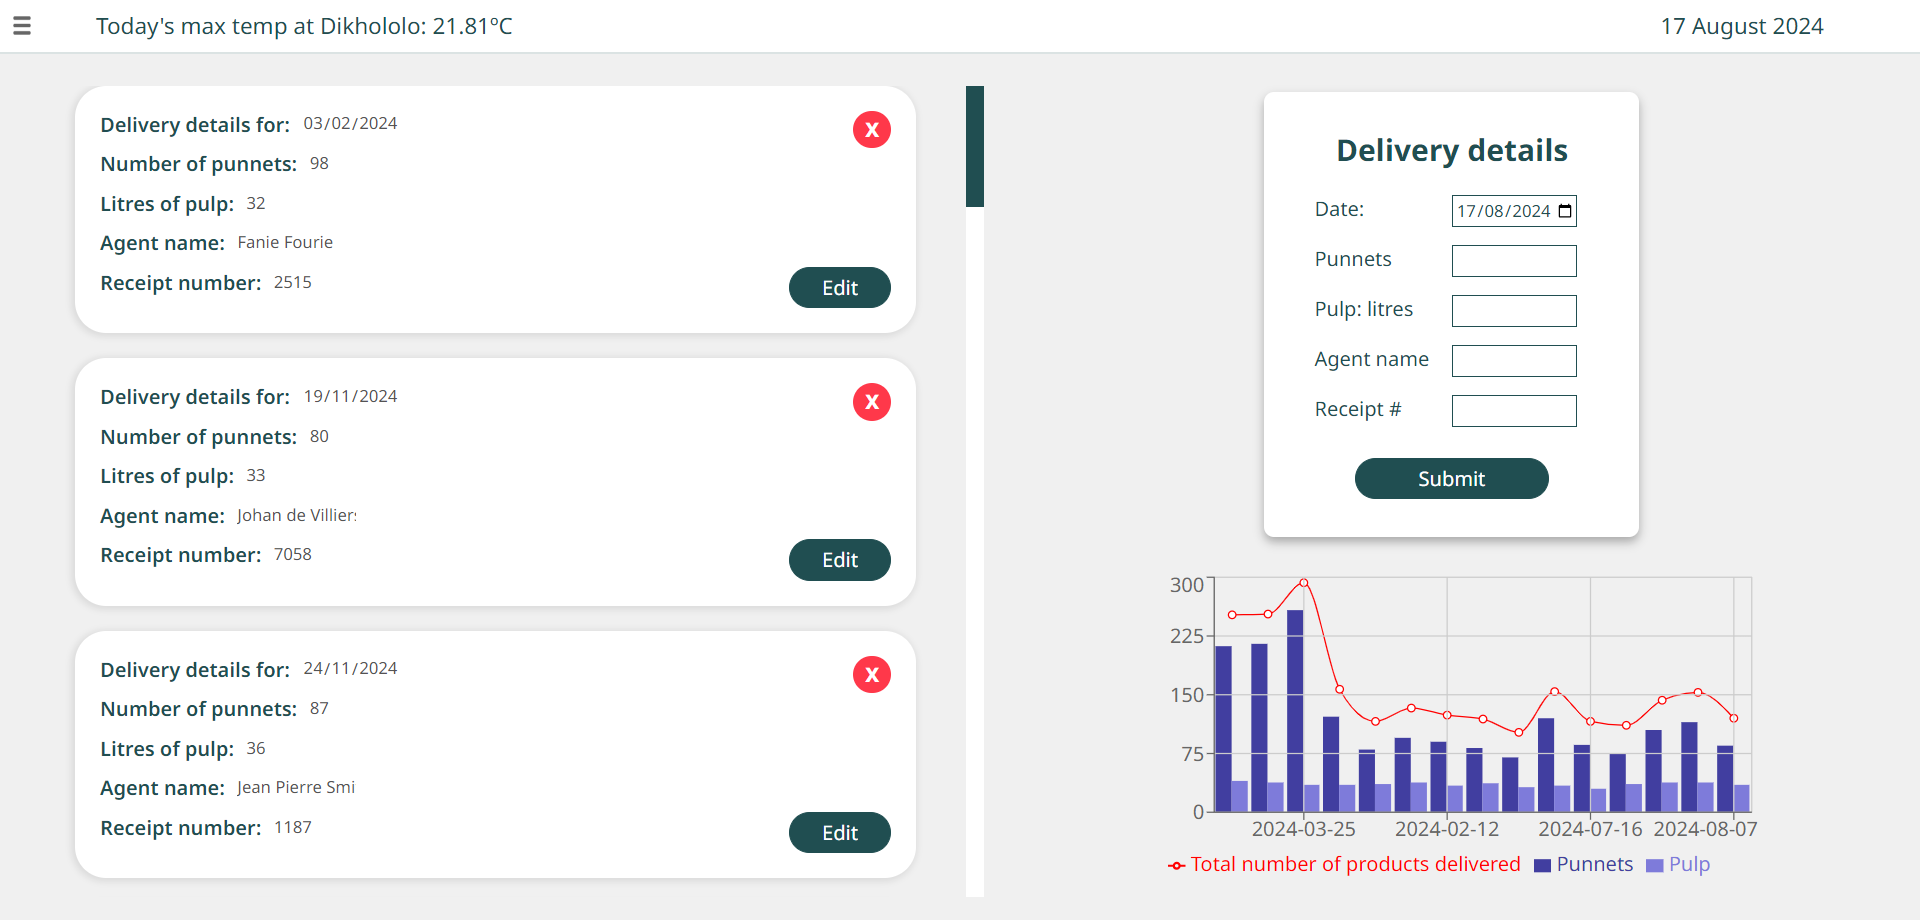 Today's max temp at Dikhololo: 21.81°C
17 August 2024
Delivery details for: 03/02/2024
X
Number of punnets: 98
Litres of pulp: 32
Agent name: Fanie Fourie
Receipt number: 2515
Edit
Delivery details for: 19/11/2024
X
Number of punnets: 80
Litres of pulp: 33
Agent name: Johan de Villiers
Receipt number: 7058
Edit
Delivery details for: 24/11/2024
X
Number of punnets: 87
Litres of pulp: 36
Agent name: Jean Pierre Smi
Receipt number: 1187
Edit
Delivery details
Date: 17/08/2024
Punnets
Pulp: litres
Agent name
Receipt #
Submit
300
225
150
75
0
2024-03-25 2024-02-12 2024-07-16 2024-08-07
Total number of products delivered Punnets Pulp